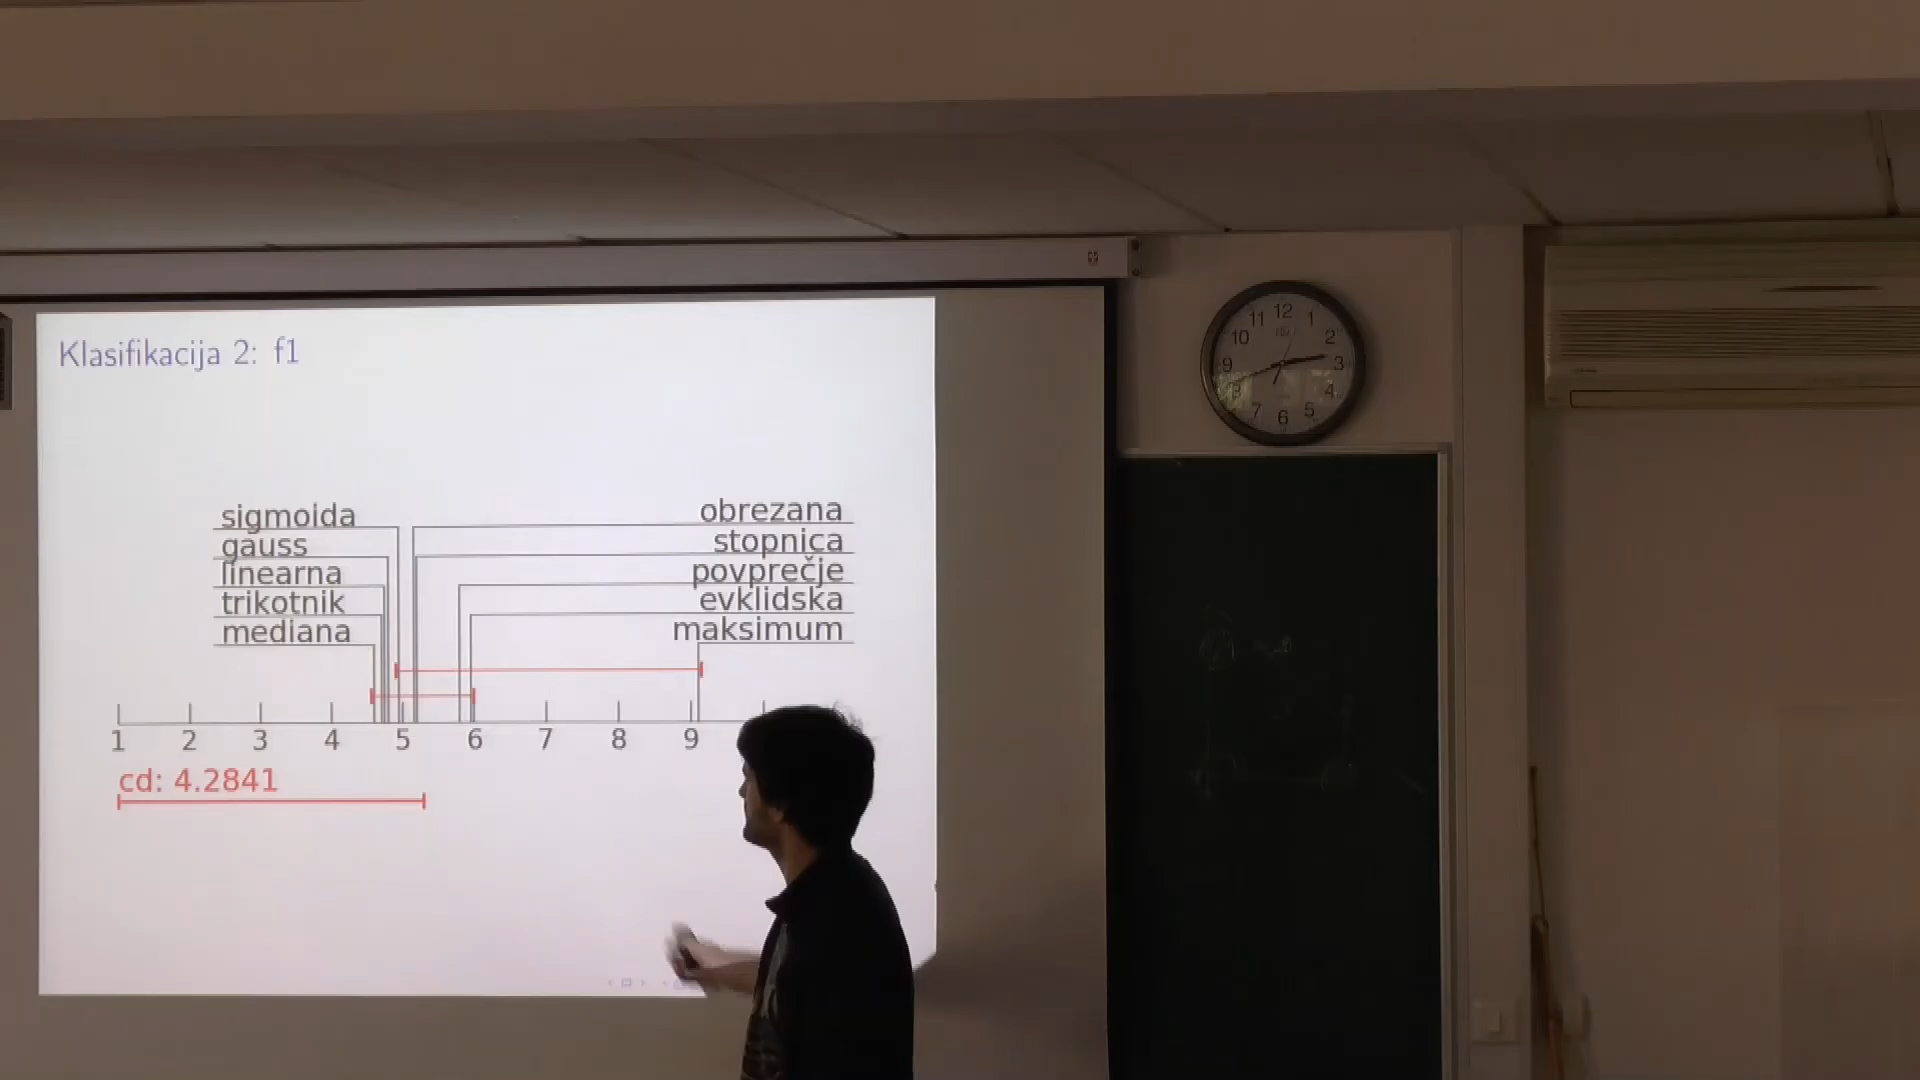 Klasifikacija 2: f1
sigmoida
gauss
linearna
trikotnik
mediana
obrezana
stopnica
povprečje
evklidska
maksimum
1 2 3 4 5 6 7 8 9
cd: 4.2841
12
1
2
3
4
5
6
7
8
9
10
11